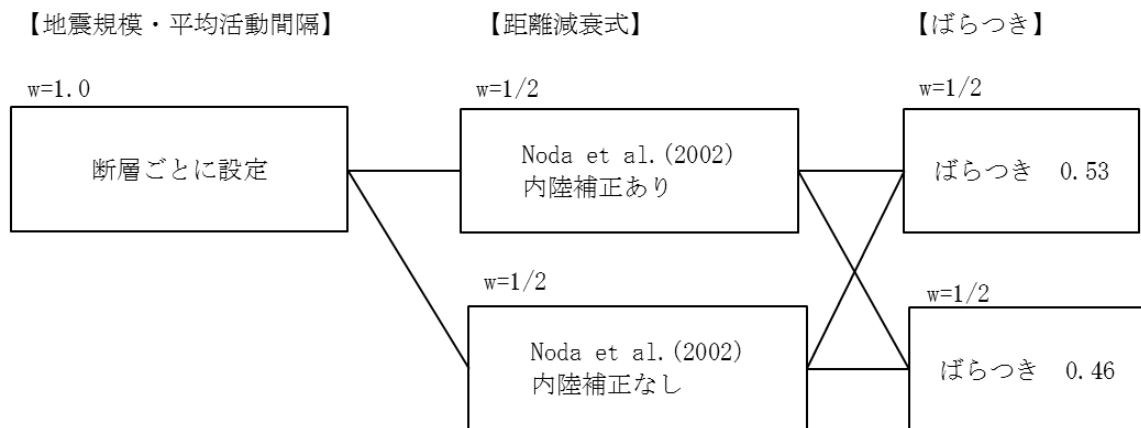 【地震規模・平均活動間隔】
【距離減衰式】
【ばらつき】
w=1.0
w=1/2
w=1/2
断層ごとに設定
Noda et al.(2002)
内陸補正あり
ばらつき 0.53
w=1/2
w=1/2
Noda et al.(2002)
内陸補正なし
ばらつき 0.46